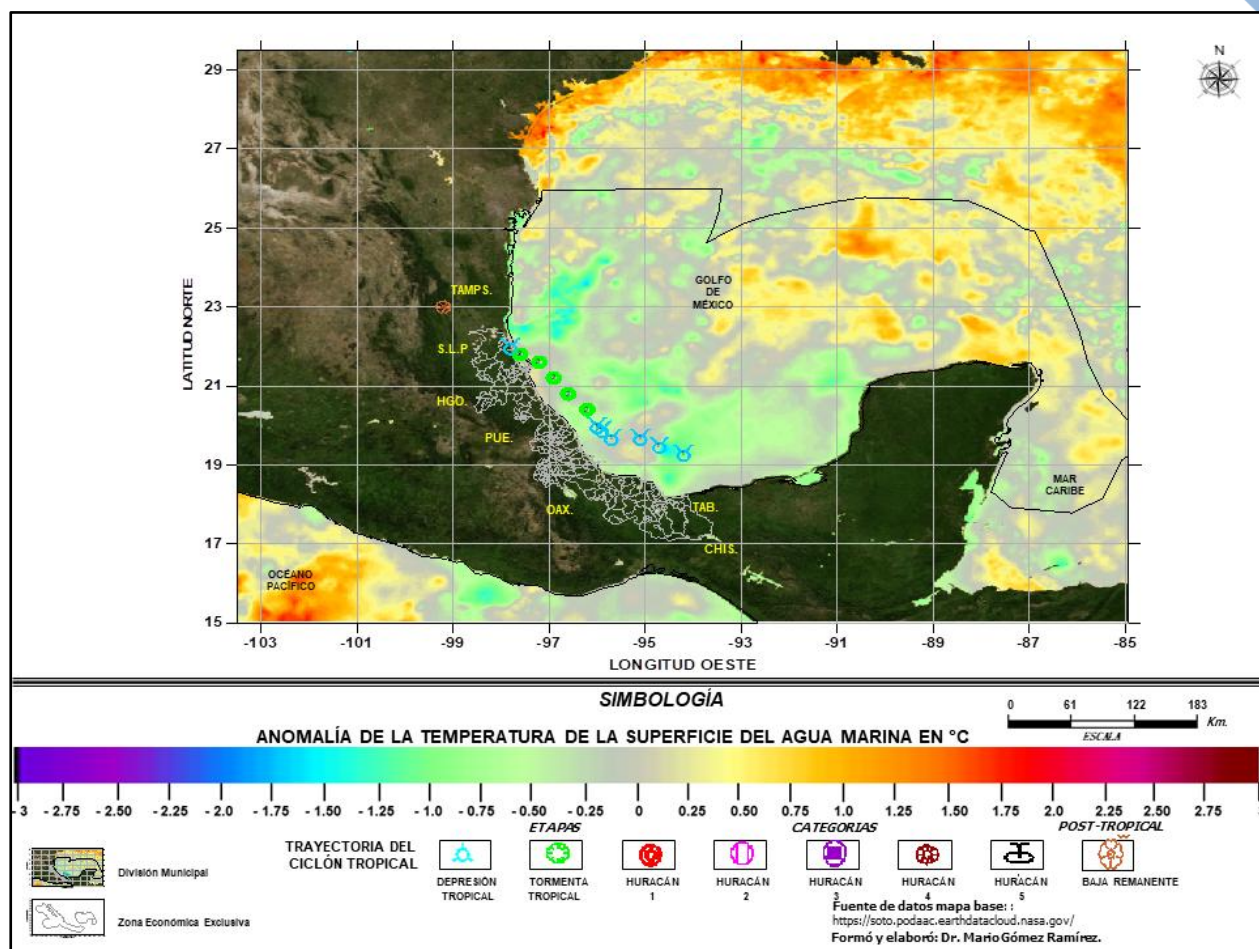 N
29
27
25
23
21
19
17
15
LATITUD NORTE
TAMPS.
S.L.P
HGO.
PUE.
OAX.
TAB.
CHIS.
GOLFO
DE
MÉXICO
MAR
CARIBE
OCÉANO
PACÍFICO
-103 -101 -99 -97 -95 -93 -91 -89 -87 -85
LONGITUD OESTE
SIMBOLOGÍA
0 61 122 183
Km.
ESCALA
ANOMALÍA DE LA TEMPERATURA DE LA SUPERFICIE DEL AGUA MARINA EN °C
- 3 - 2.75 - 2.50 - 2.25 - 2.0 - 1.75 - 1.50 - 1.25 - 1.0 - 0.75 - 0.50 - 0.25 0 0.25 0.50 0.75 1.0 1.25 1.50 1.75 2.0 2.25 2.50 2.75
ETAPAS CATEGORIAS POST-TROPICAL
División Municipal
Zona Económica Exclusiva
TRAYECTORIA DEL
CICLÓN TROPICAL
DEPRESIÓN
TROPICAL
TORMENTA
TROPICAL
HURACÁN
1
HURACÁN
2
HURACÁN
3
HURACÁN
4
HURACÁN
5
BAJA REMANENTE
Fuente de datos mapa base: :
https://soto.podaac.earthdatacloud.nasa.gov/
Formó y elaboró: Dr. Mario Gómez Ramírez.